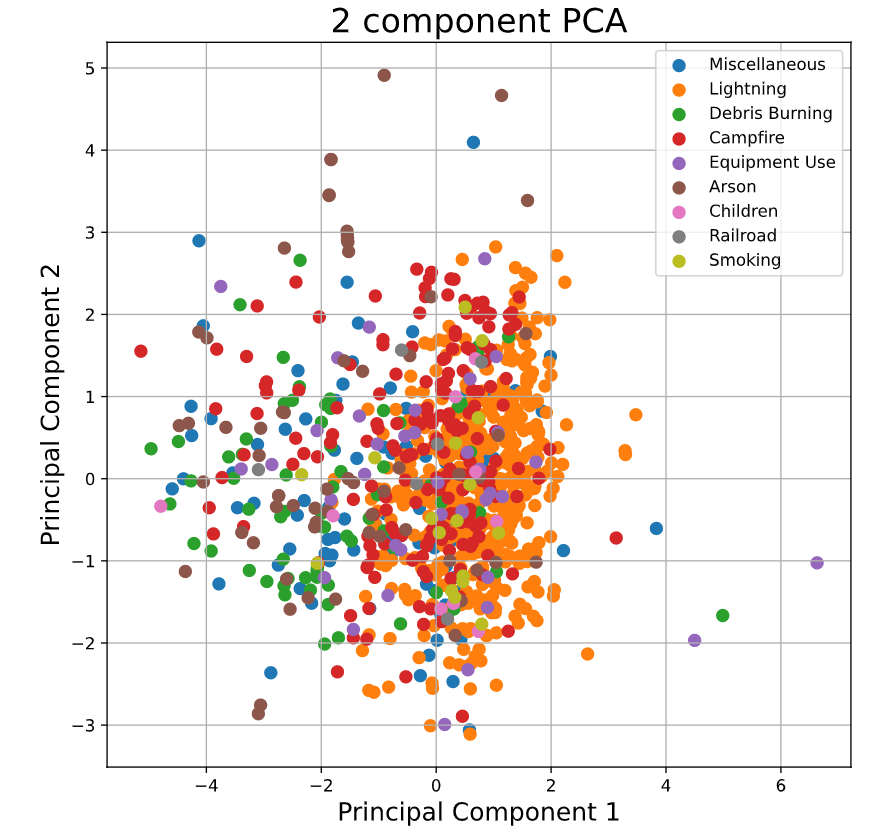 2 component PCA
Miscellaneous
Lightning
Debris Burning
Campfire
Equipment Use
Arson
Children
Railroad
Smoking
5
4
3
2
1
0
−1
−2
−3
Principal Component 2
−4 −2 0 2 4 6
Principal Component 1